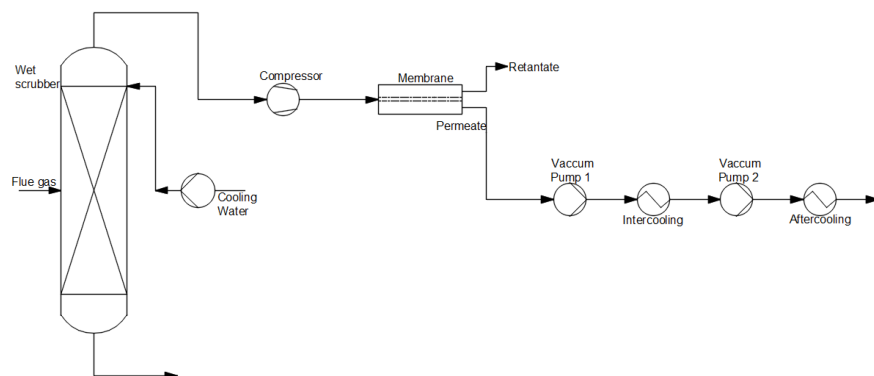 Wet
scrubber
Compressor
Membrane
Retantate
Permeate
Flue gas
Cooling
Water
Vaccum
Pump 1
Intercooling
Vaccum
Pump 2
Aftercooling